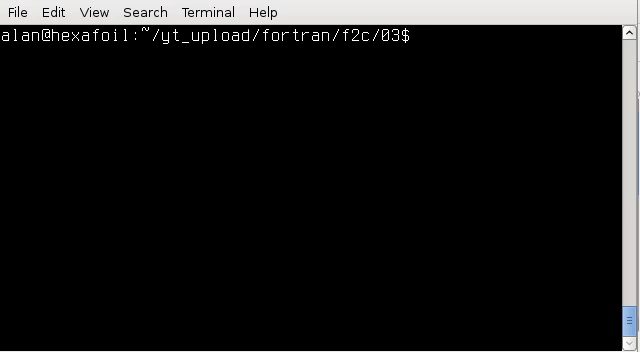 File Edit View Search Terminal Help
alan@hexafoil:~/yt_upload/fortran/f2c/03$